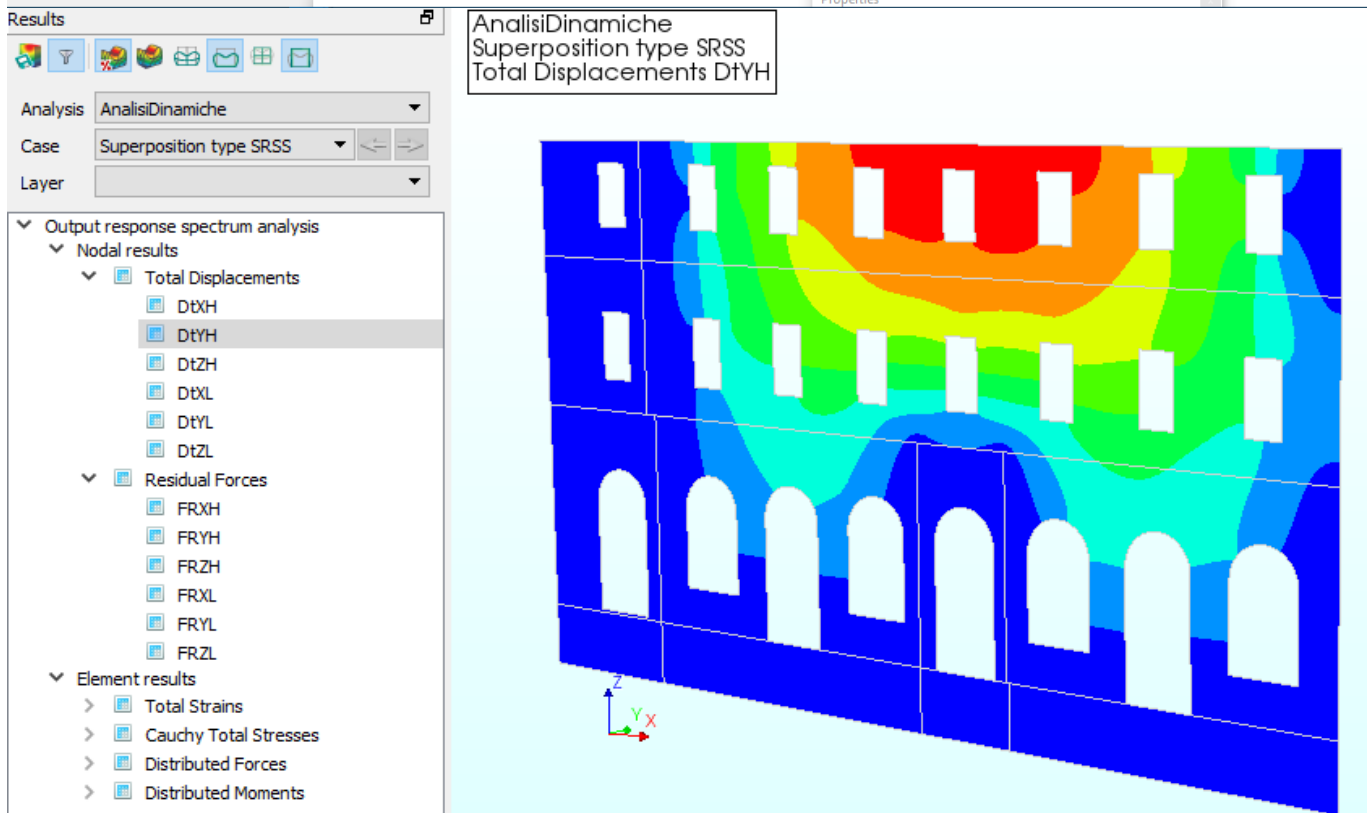 Properties
Results
Analysis AnalisiDinamiche
Case Superposition type SRSS
Layer
Output response spectrum analysis
Nodal results
Total Displacements
DtXH
DtYH
DtZH
DtXL
DtYL
DtZL
Residual Forces
FRXH
FRYH
FRZH
FRXL
FRYL
FRZL
Element results
Total Strains
Cauchy Total Stresses
Distributed Forces
Distributed Moments
AnalisiDinamiche
Superposition type SRSS
Total Displacements DtYH
Z
Y X